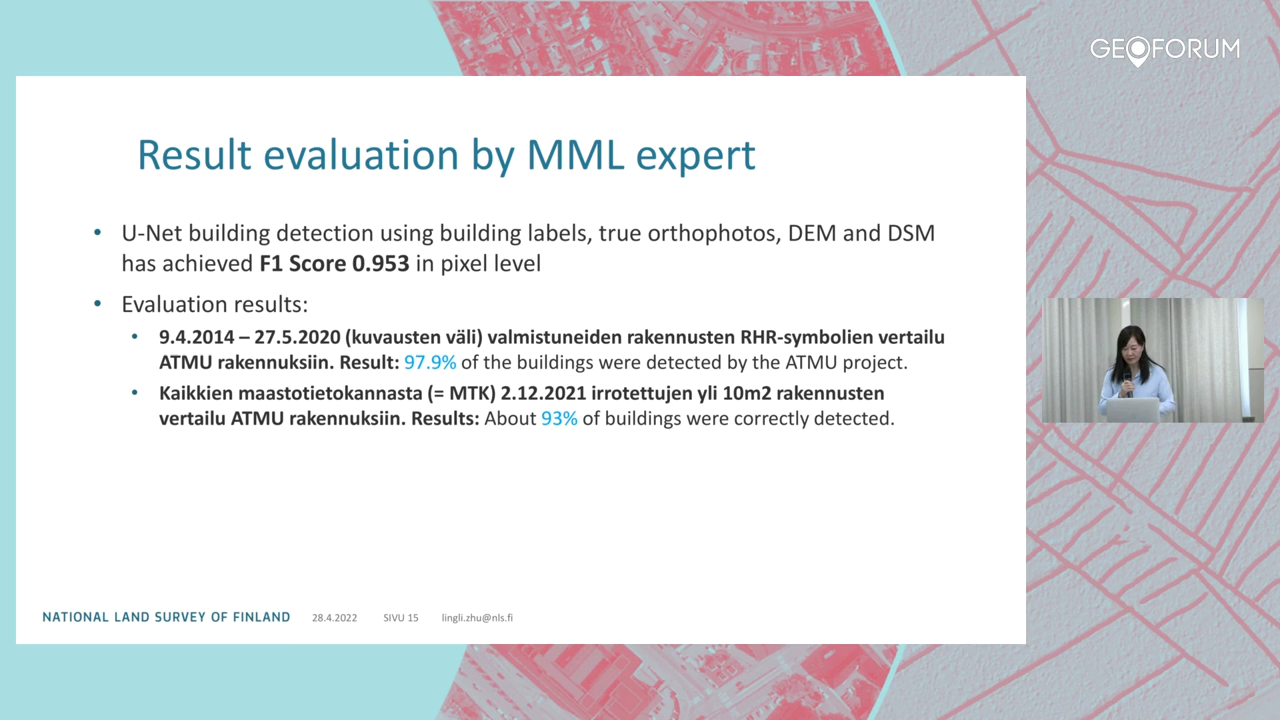 GEOFORUM
Result evaluation by MML expert
• U-Net building detection using building labels, true orthophotos, DEM and DSM
has achieved F1 Score 0.953 in pixel level
• Evaluation results:
• 9.4.2014 – 27.5.2020 (kuvausten väli) valmistuneiden rakennusten RHR-symbolien vertailu
ATMU rakennuksiin. Result: 97.9% of the buildings were detected by the ATMU project.
• Kaikkien maastotietokannasta (= MTK) 2.12.2021 irrotettujen yli 10m2 rakennusten
vertailu ATMU rakennuksiin. Results: About 93% of buildings were correctly detected.
NATIONAL LAND SURVEY OF FINLAND 28.4.2022 SIVU 15 lingli.zhu@nls.fi